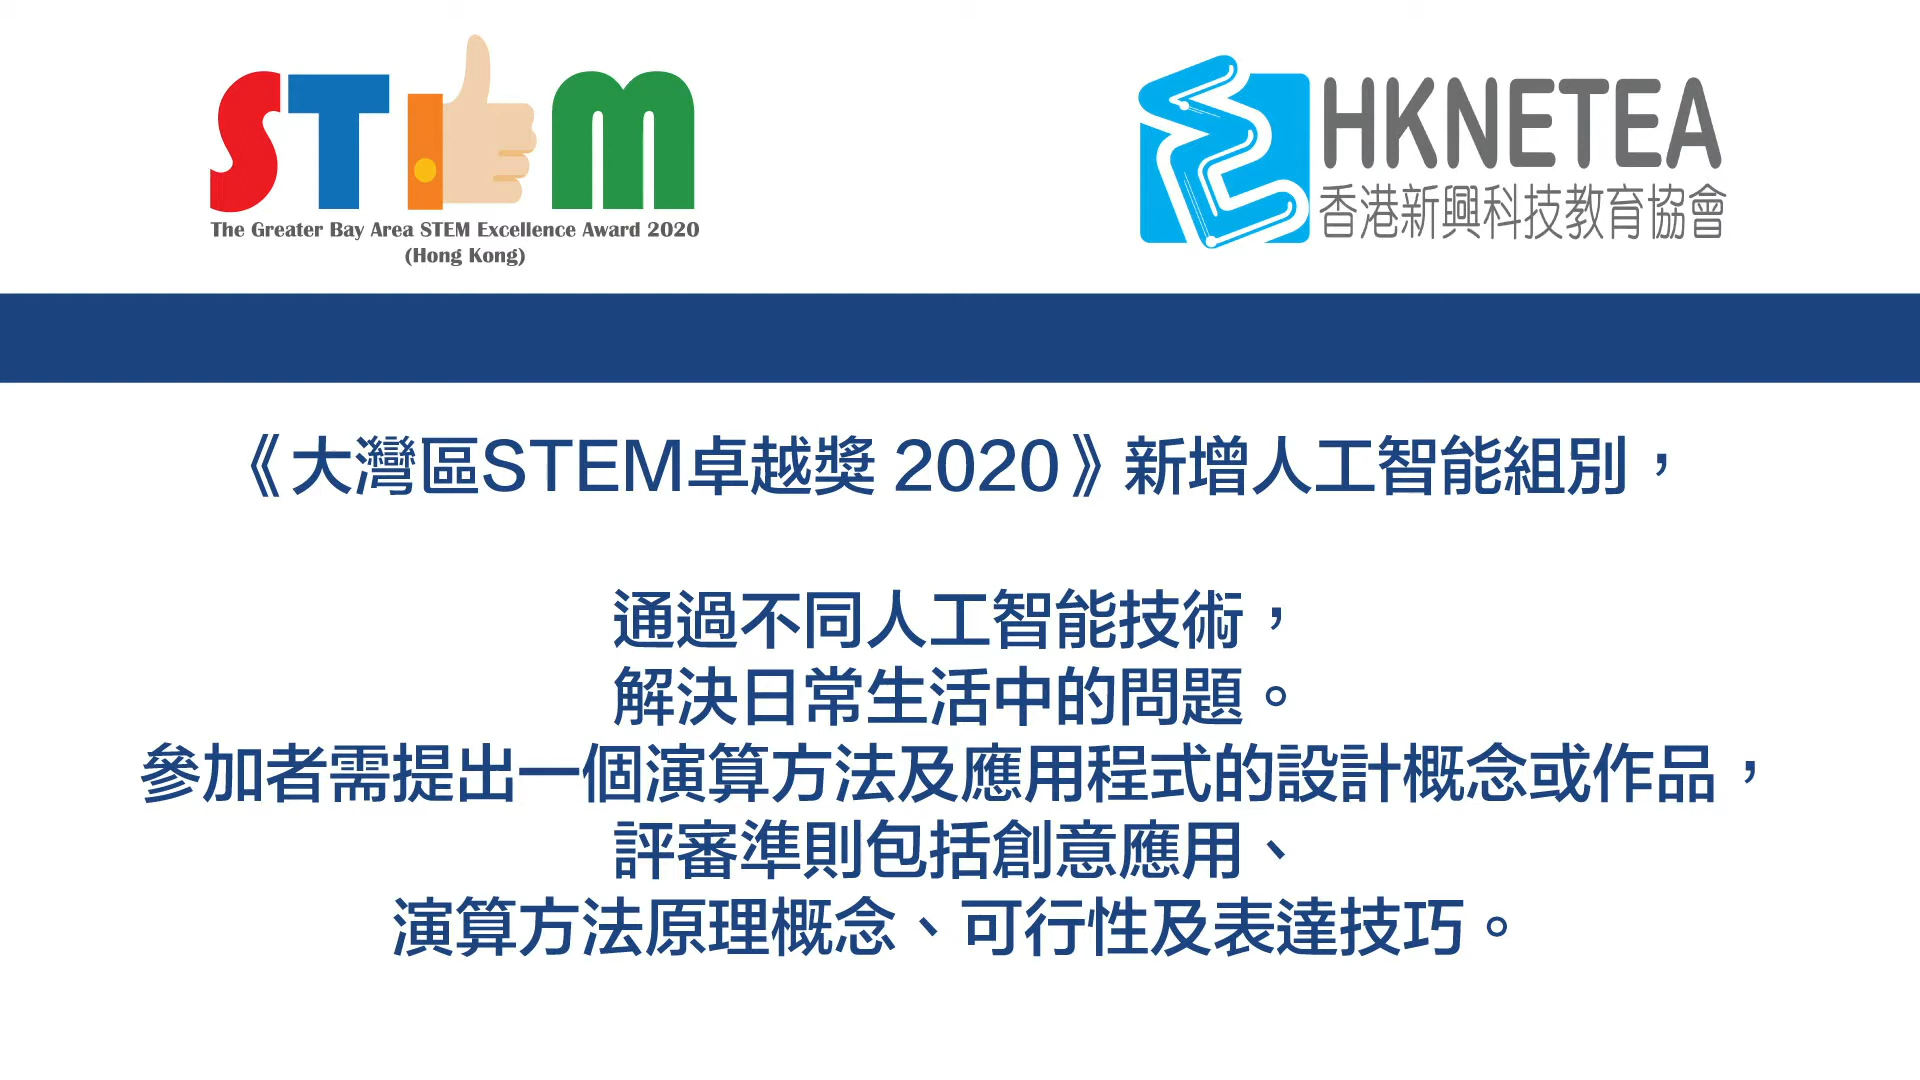 STEM
The Greater Bay Area STEM Excellence Award 2020
(Hong Kong)
HKNETEA
香港新興科技教育協會
《大灣區STEM卓越獎 2020》新增人工智能組別，
通過不同人工智能技術，
解決日常生活中的問題。
參加者需提出一個演算方法及應用程式的設計概念或作品，
評審準則包括創意應用、
演算方法原理概念、可行性及表達技巧。